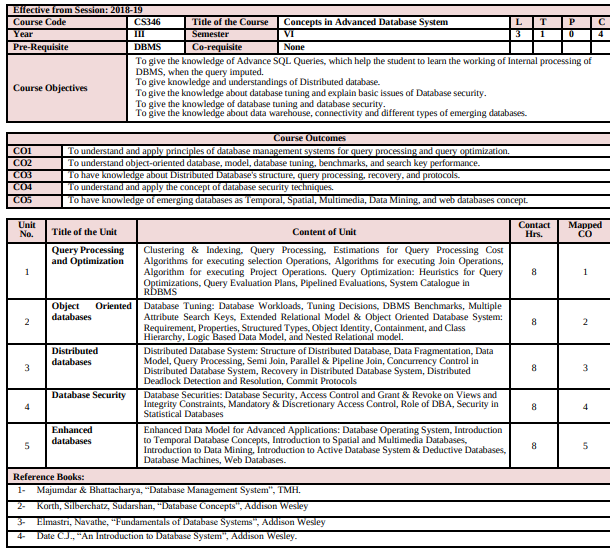 Effective from Session: 2018-19
Course Code CS346 Title of the Course Concepts in Advanced Database System L T P C
Year III Semester VI 3 1 0 4
Pre-Requisite DBMS Co-requisite None
Course Objectives
To give the knowledge of Advance SQL Queries, which help the student to learn the working of Internal processing of
DBMS, when the query imputed.
To give knowledge and understandings of Distributed database.
To give the knowledge about database tuning and explain basic issues of Database security.
To give the knowledge of database tuning and database security.
To give the knowledge about data warehouse, connectivity and different types of emerging databases.
Course Outcomes
CO1 To understand and apply principles of database management systems for query processing and query optimization.
CO2 To understand object-oriented database, model, database tuning, benchmarks, and search key performance.
CO3 To have knowledge about Distributed Database's structure, query processing, recovery, and protocols.
CO4 To understand and apply the concept of database security techniques.
CO5 To have knowledge of emerging databases as Temporal, Spatial, Multimedia, Data Mining, and web databases concept.
Unit No. Title of the Unit Content of Unit Contact Hrs. Mapped CO
1 Query Processing and Optimization
Clustering & Indexing, Query Processing, Estimations for Query Processing Cost
Algorithms for executing selection Operations, Algorithms for executing Join Operations,
Algorithm for executing Project Operations. Query Optimization: Heuristics for Query
Optimizations, Query Evaluation Plans, Pipelined Evaluations, System Catalogue in
RDBMS
8 1
2 Object Oriented databases
Database Tuning: Database Workloads, Tuning Decisions, DBMS Benchmarks, Multiple
Attribute Search Keys, Extended Relational Model & Object Oriented Database System:
Requirement, Properties, Structured Types, Object Identity, Containment, and Class
Hierarchy, Logic Based Data Model, and Nested Relational model.
8 2
3 Distributed databases
Distributed Database System: Structure of Distributed Database, Data Fragmentation, Data
Model, Query Processing, Semi Join, Parallel & Pipeline Join, Concurrency Control in
Distributed Database System, Recovery in Distributed Database System, Distributed
Deadlock Detection and Resolution, Commit Protocols
8 3
4 Database Security
Database Securities: Database Security, Access Control and Grant & Revoke on Views and
Integrity Constraints, Mandatory & Discretionary Access Control, Role of DBA, Security in
Statistical Databases
8 4
5 Enhanced databases
Enhanced Data Model for Advanced Applications: Database Operating System, Introduction
to Temporal Database Concepts, Introduction to Spatial and Multimedia Databases,
Introduction to Data Mining, Introduction to Active Database System & Deductive Databases,
Database Machines, Web Databases.
8 5
Reference Books:
1- Majumdar & Bhattacharya, “Database Management System”, TMH.
2- Korth, Silberchatz, Sudarshan, “Database Concepts”, Addison Wesley
3- Elmastri, Navathe, “Fundamentals of Database Systems”, Addison Wesley
4- Date C.J., “An Introduction to Database System”, Addison Wesley.